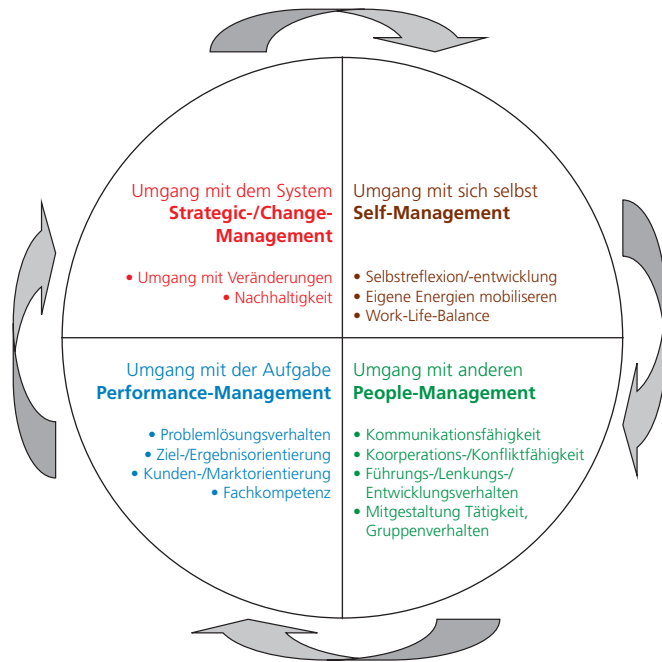 Umgang mit dem System
Strategic-/Change-
Management
• Umgang mit Veränderungen
• Nachhaltigkeit
Umgang mit sich selbst
Self-Management
• Selbstreflexion/-entwicklung
• Eigene Energien mobiliseren
• Work-Life-Balance
Umgang mit der Aufgabe
Performance-Management
• Problemlösungsverhalten
• Ziel-/Ergebnisorientierung
• Kunden-/Marktorientierung
• Fachkompetenz
Umgang mit anderen
People-Management
• Kommunikationsfähigkeit
• Koorperations-/Konfliktfähigkeit
• Führungs-/Lenkungs-/
Entwicklungsverhalten
• Mitgestaltung Tätigkeit,
Gruppenverhalten